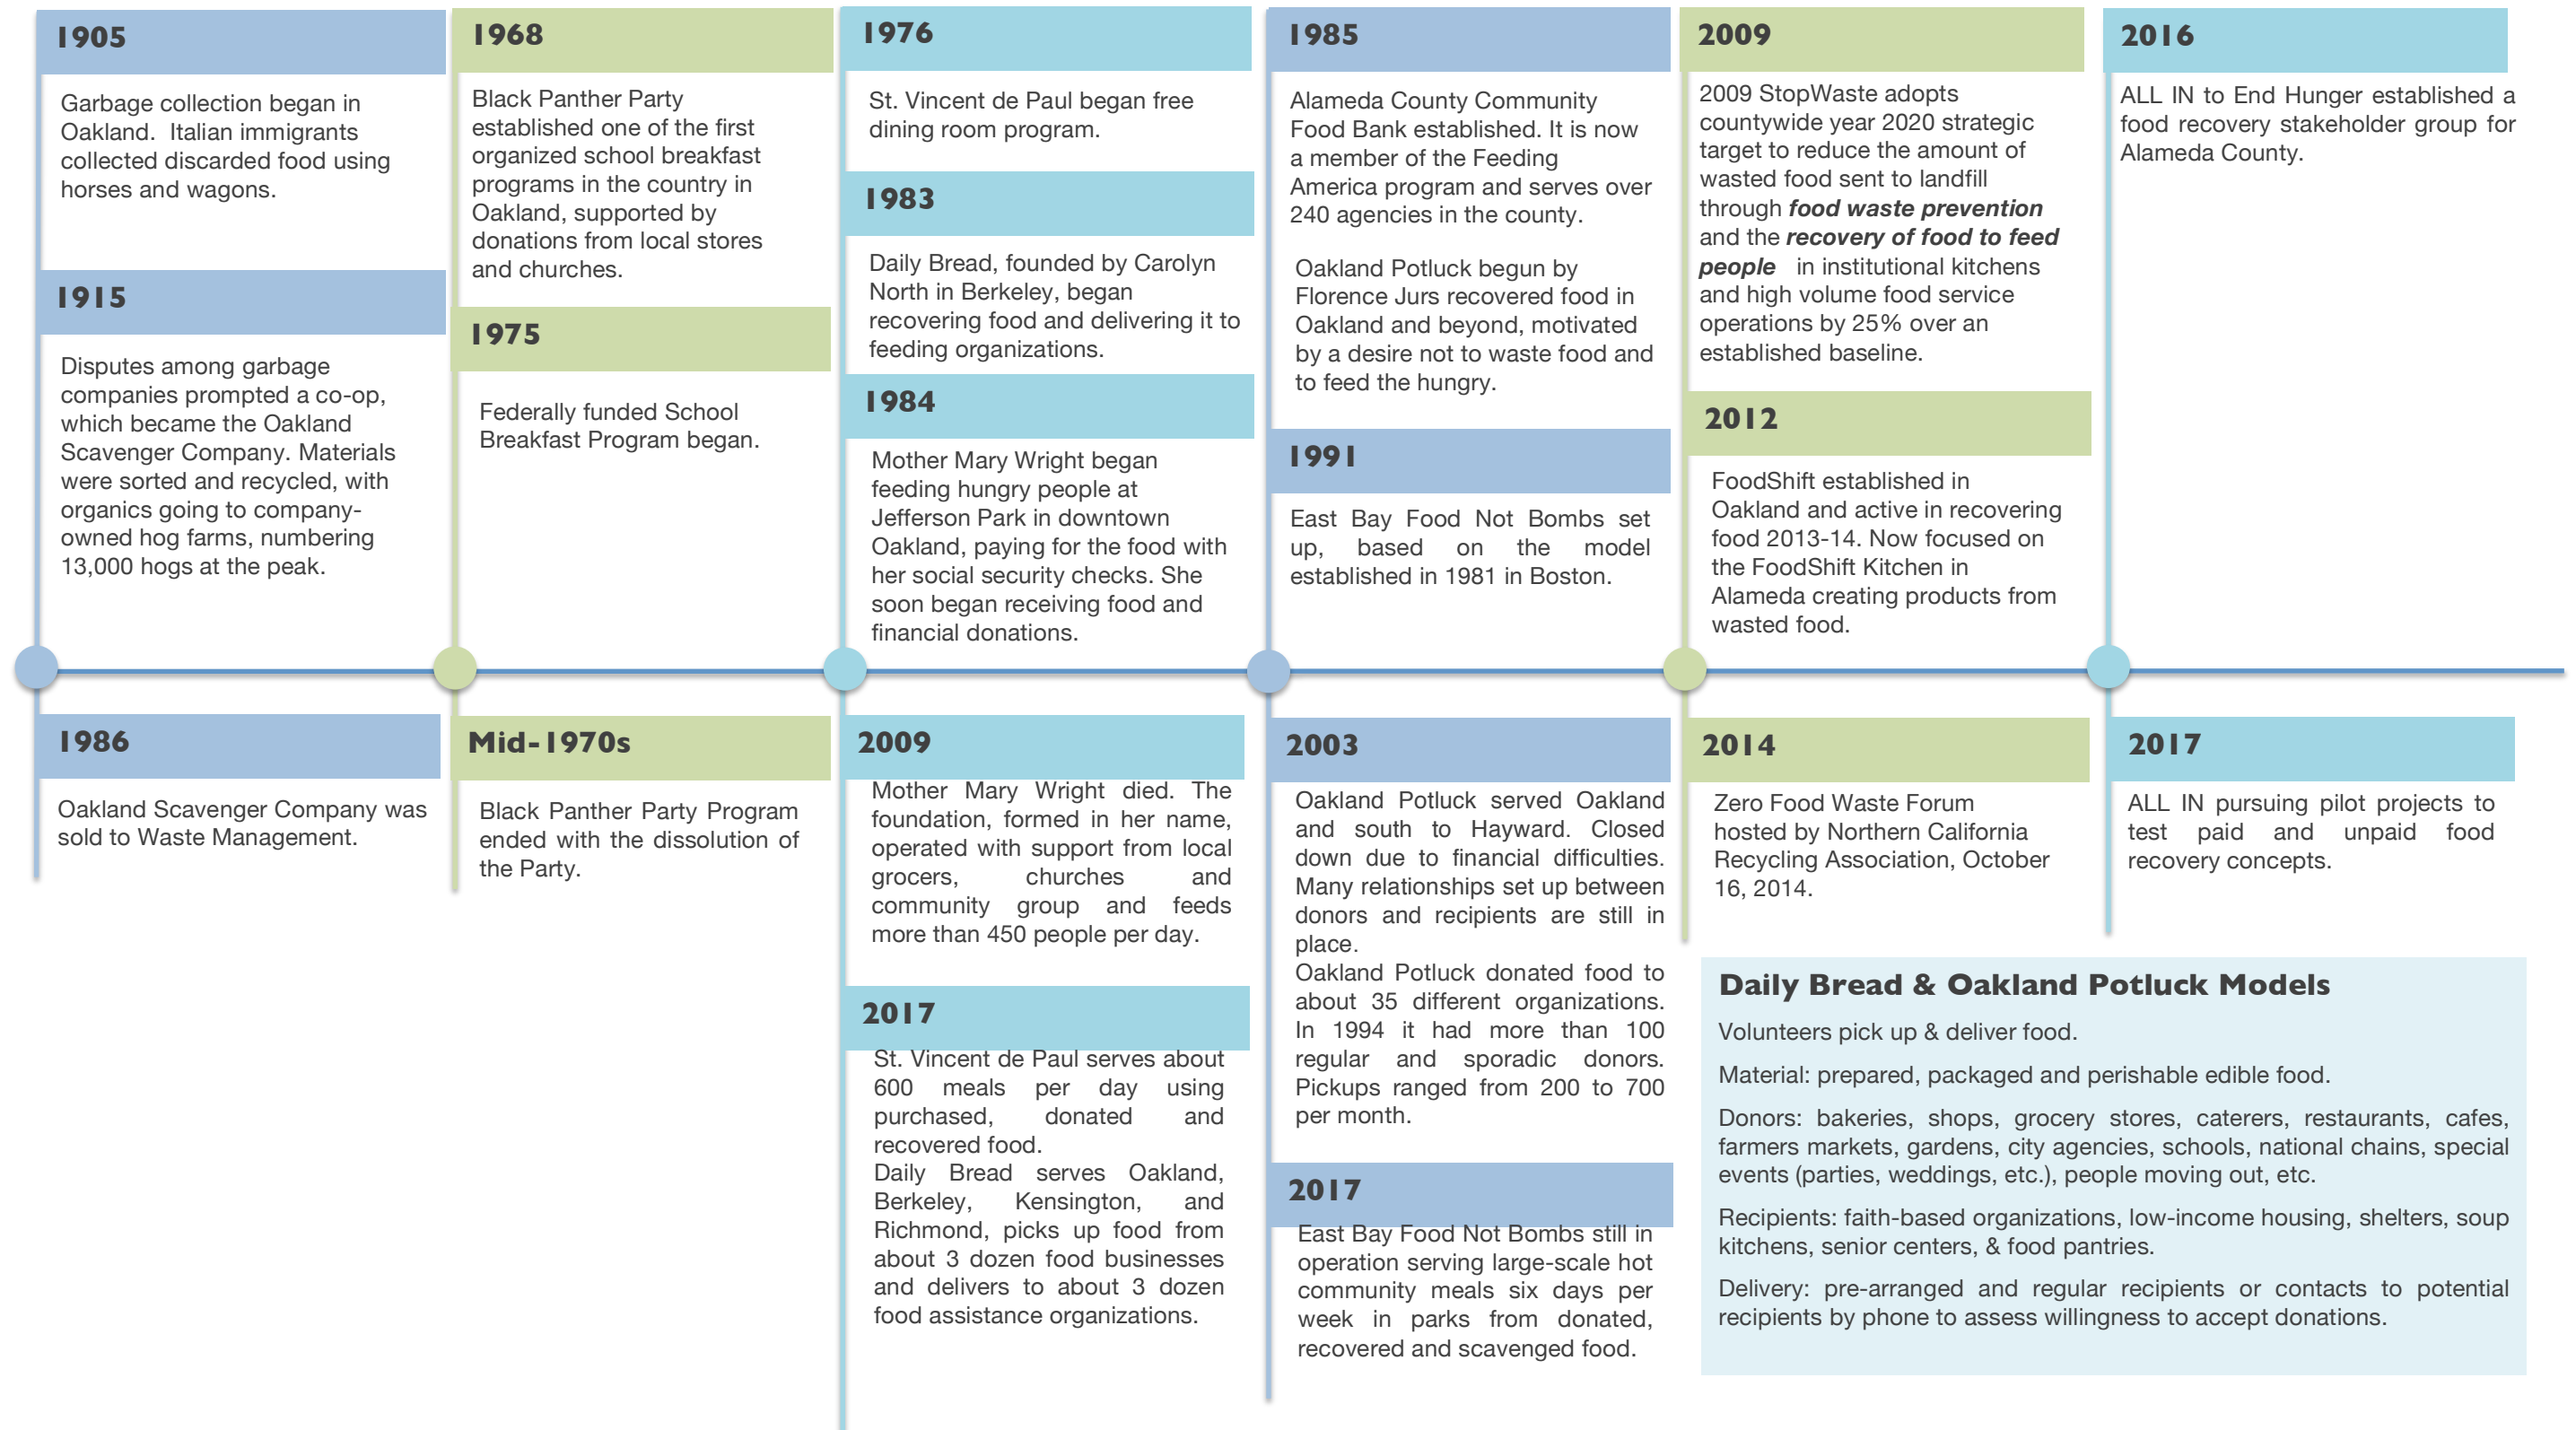 1905
Garbage collection began in
Oakland.  Italian immigrants
collected discarded food using
horses and wagons.
1915
Disputes among garbage
companies prompted a co-op,
which became the Oakland
Scavenger Company. Materials
were sorted and recycled, with
organics going to company-
owned hog farms, numbering
13,000 hogs at the peak.
1986
Oakland Scavenger Company was
sold to Waste Management.
1968
Black Panther Party
established one of the first
organized school breakfast
programs in the country in
Oakland, supported by
donations from local stores
and churches.
1975
Federally funded School
Breakfast Program began.
Mid-1970s
Black Panther Party Program
ended with the dissolution of
the Party.
1976
St. Vincent de Paul began free
dining room program.
1983
Daily Bread, founded by Carolyn
North in Berkeley, began
recovering food and delivering it to
feeding organizations.
1984
Mother Mary Wright began
feeding hungry people at
Jefferson Park in downtown
Oakland, paying for the food with
her social security checks. She
soon began receiving food and
financial donations.
2009
Mother Mary Wright died. The
foundation, formed in her name,
operated with support from local
grocers, churches and
community group and feeds
more than 450 people per day.
2017
St. Vincent de Paul serves about
600 meals per day using
purchased, donated and
recovered food.
Daily Bread serves Oakland,
Berkeley, Kensington, and
Richmond, picks up food from
about 3 dozen food businesses
and delivers to about 3 dozen
food assistance organizations.
1985
Alameda County Community
Food Bank established. It is now
a member of the Feeding
America program and serves over
240 agencies in the county.
Oakland Potluck begun by
Florence Jurs recovered food in
Oakland and beyond, motivated
by a desire not to waste food and
to feed the hungry.
1991
East Bay Food Not Bombs set
up, based on the model
established in 1981 in Boston.
2003
Oakland Potluck served Oakland
and south to Hayward. Closed
down due to financial difficulties.
Many relationships set up between
donors and recipients are still in
place.
Oakland Potluck donated food to
about 35 different organizations.
In 1994 it had more than 100
regular and sporadic donors.
Pickups ranged from 200 to 700
per month.
2017
East Bay Food Not Bombs still in
operation serving large-scale hot
community meals six days per
week in parks from donated,
recovered and scavenged food.
2009
2009 StopWaste adopts
countywide year 2020 strategic
target to reduce the amount of
wasted food sent to landfill
through food waste prevention
and the recovery of food to feed
people  in institutional kitchens
and high volume food service
operations by 25% over an
established baseline.
2012
FoodShift established in
Oakland and active in recovering
food 2013-14. Now focused on
the FoodShift Kitchen in
Alameda creating products from
wasted food.
2014
Zero Food Waste Forum
hosted by Northern California
Recycling Association, October
16, 2014.
2016
ALL IN to End Hunger established a
food recovery stakeholder group for
Alameda County.
2017
ALL IN pursuing pilot projects to
test paid and unpaid food
recovery concepts.
Daily Bread & Oakland Potluck Models
Volunteers pick up & deliver food.
Material: prepared, packaged and perishable edible food.
Donors: bakeries, shops, grocery stores, caterers, restaurants, cafes,
farmers markets, gardens, city agencies, schools, national chains, special
events (parties, weddings, etc.), people moving out, etc.
Recipients: faith-based organizations, low-income housing, shelters, soup
kitchens, senior centers, & food pantries.
Delivery: pre-arranged and regular recipients or contacts to potential
recipients by phone to assess willingness to accept donations.